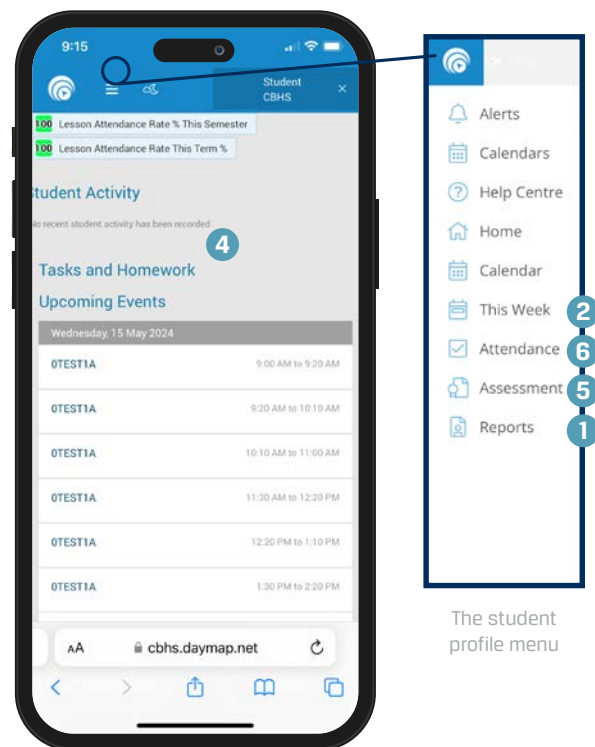 9:15
Student
CBHS
×
100 Lesson Attendance Rate % This Semester
100 Lesson Attendance Rate This Term %
Student Activity
No recent student activity has been recorded
4
Tasks and Homework
Upcoming Events
Wednesday, 15 May 2024
0TEST1A 9:00 AM to 9:20 AM
0TEST1A 9:20 AM to 10:10 AM
0TEST1A 10:10 AM to 11:00 AM
0TEST1A 11:30 AM to 12:20 PM
0TEST1A 12:20 PM to 1:10 PM
0TEST1A 1:30 PM to 2:20 PM
AA cbhs.daymap.net
Alerts
Calendars
? Help Centre
Home
Calendar
This Week 2
Attendance 6
Assessment 5
Reports 1
The student
profile menu